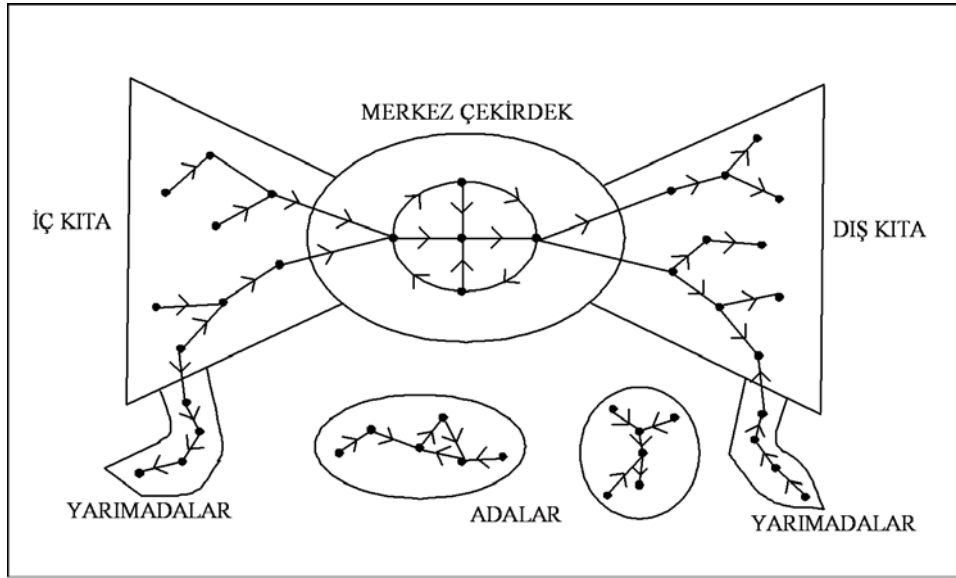 MERKEZ ÇEKİRDEK
İÇ KITA
DIŞ KITA
YARIMADALAR
ADALAR
YARIMADALAR